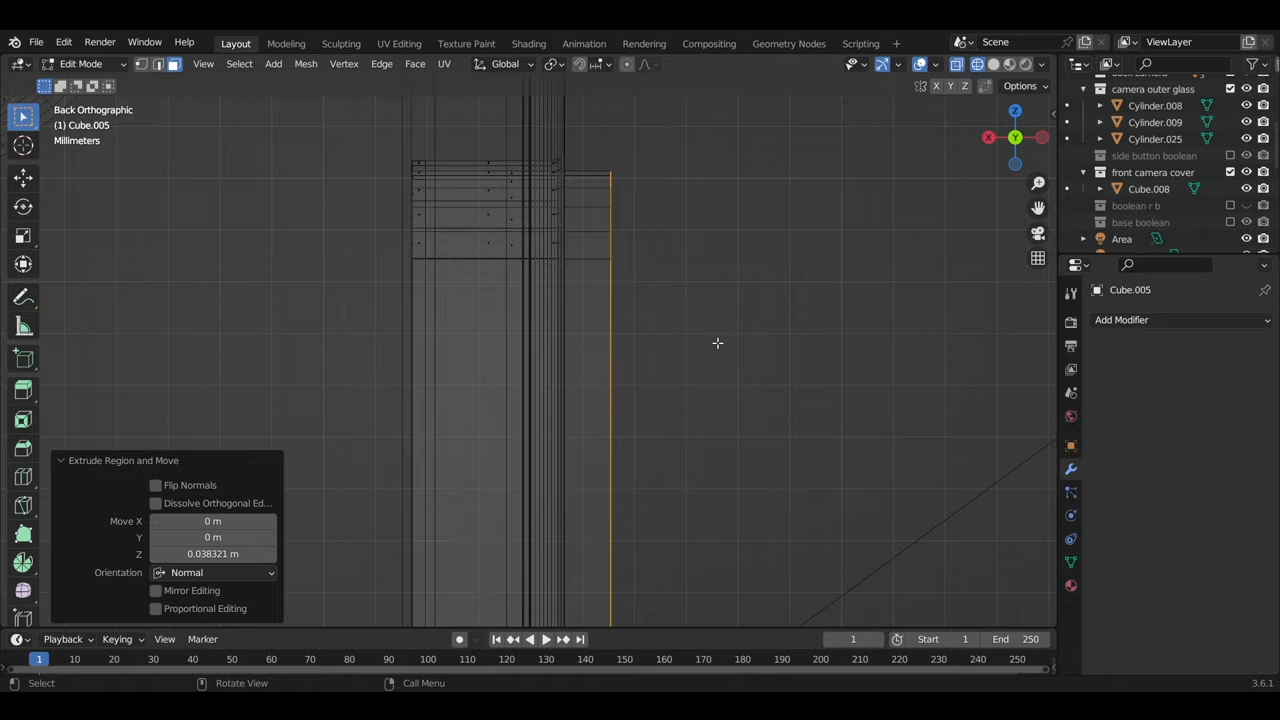 File Edit Render Window Help Layout Modeling Sculpting UV Editing Texture Paint Shading Animation Rendering Compositing Geometry Nodes Scripting + Scene ViewLayer
Edit Mode View Select Add Mesh Vertex Edge Face UV Global
X Y Z Options
Back Orthographic
(1) Cube.005
Millimeters
Z
X Y
camera outer glass
Cylinder.008
Cylinder.009
Cylinder.025
side button boolean
front camera cover
Cube.008
boolean r b
base boolean
Area
Cube.005
Add Modifier
Extrude Region and Move
Flip Normals
Dissolve Orthogonal Ed...
Move X 0 m
Y 0 m
Z 0.038321 m
Orientation Normal
Mirror Editing
Proportional Editing
Playback Keying View Marker 1 Start 1 End 250
1 10 20 30 40 50 60 70 80 90 100 110 120 130 140 150 160 170 180 190 200 210 220 230 240 250
Select Rotate View Call Menu 3.6.1